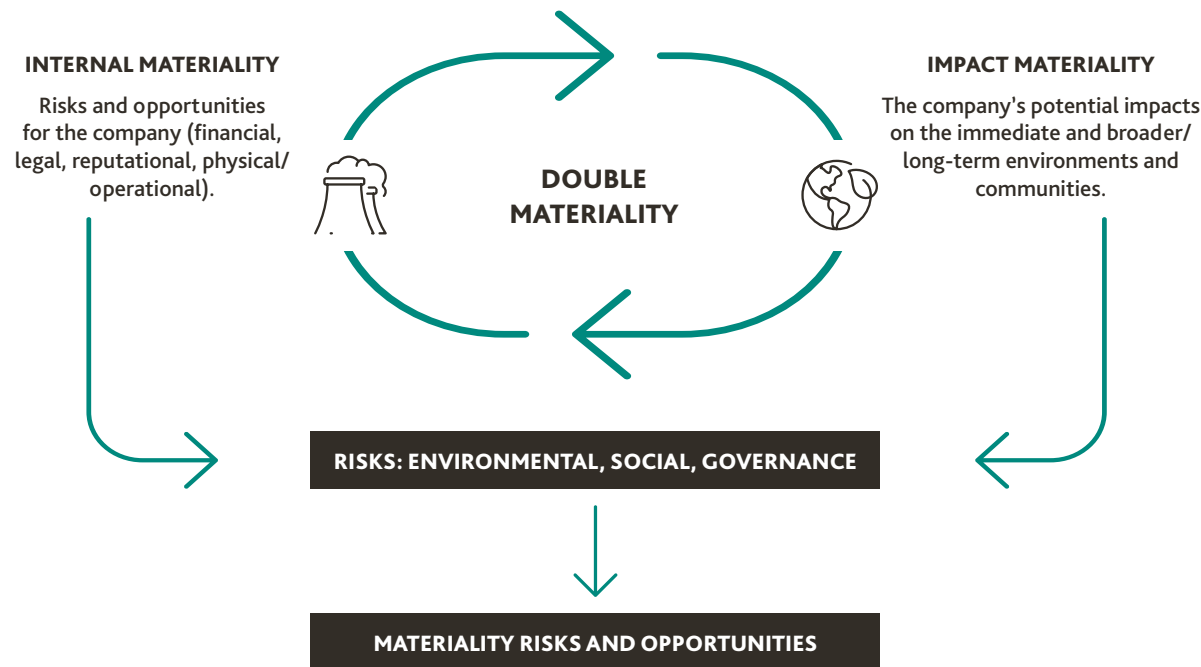 INTERNAL MATERIALITY
Risks and opportunities
for the company (financial,
legal, reputational, physical/
operational).
DOUBLE
MATERIALITY
IMPACT MATERIALITY
The company's potential impacts
on the immediate and broader/
long-term environments and
communities.
RISKS: ENVIRONMENTAL, SOCIAL, GOVERNANCE
MATERIALITY RISKS AND OPPORTUNITIES